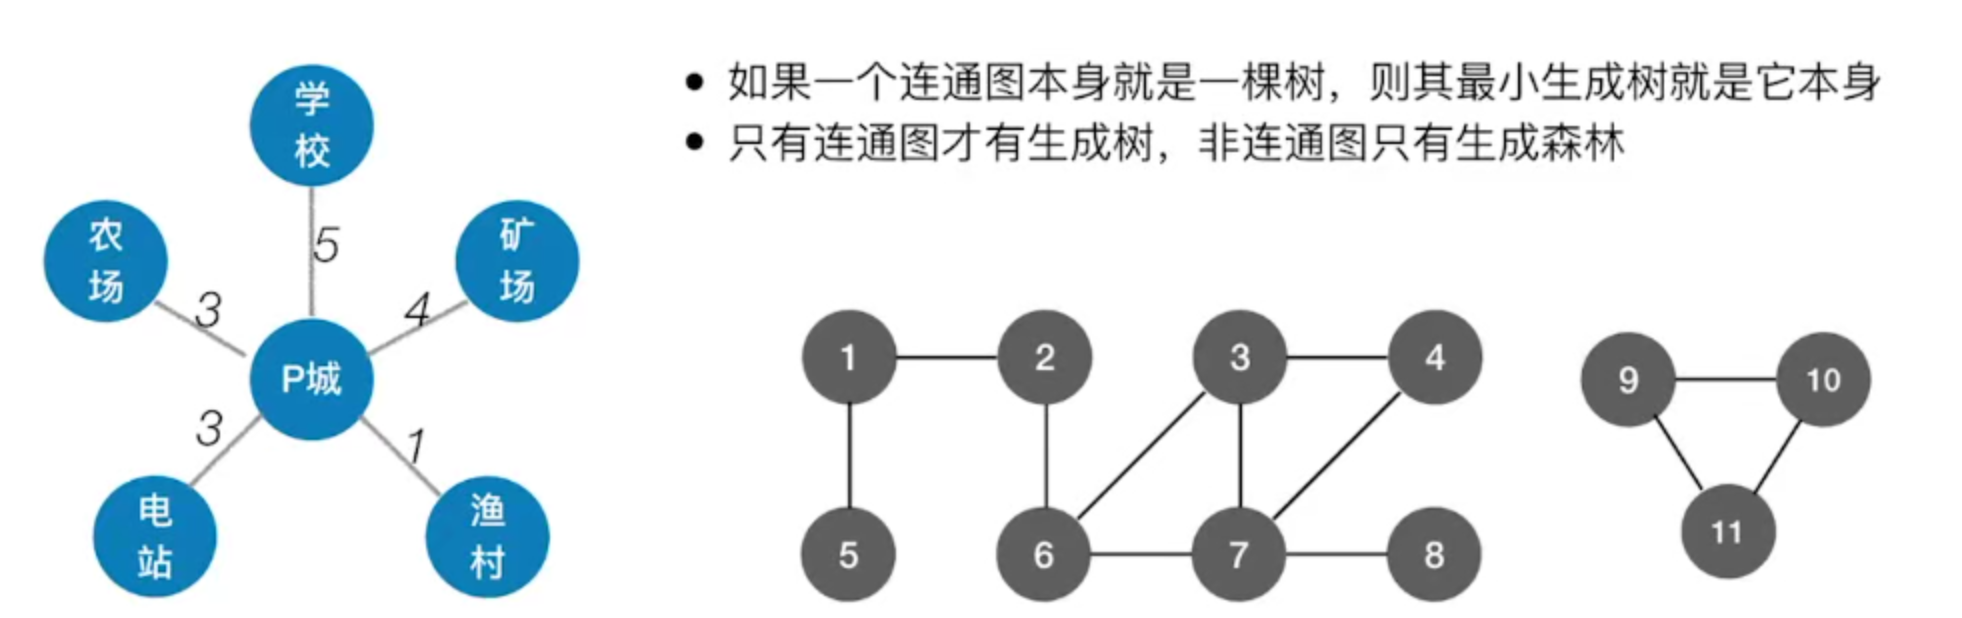 如果一个连通图本身就是一棵树，则其最小生成树就是它本身
只有连通图才有生成树，非连通图只有生成森林
学
校
农
场
矿
场
5
3
4
P城
3
1
电
站
渔
村
1
2
3
4
5
6
7
8
9
10
11